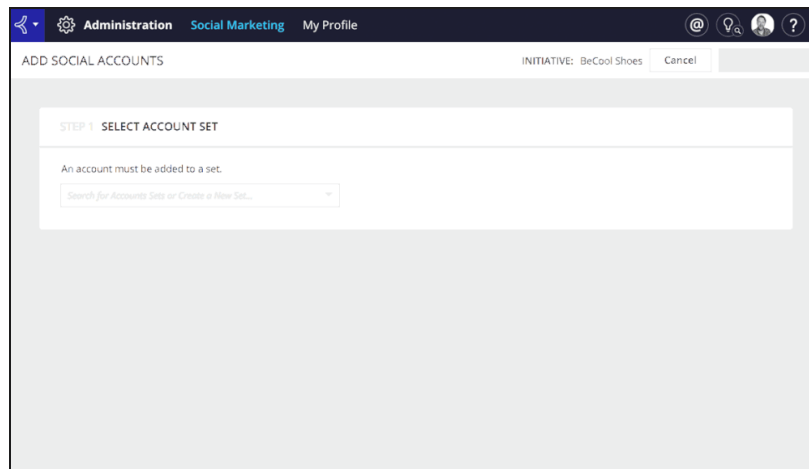 Administration Social Marketing My Profile @ ?
ADD SOCIAL ACCOUNTS INITIATIVE: BeCool Shoes Cancel
STEP 1 SELECT ACCOUNT SET
An account must be added to a set.
Search for Accounts Sets or Create a New Set...